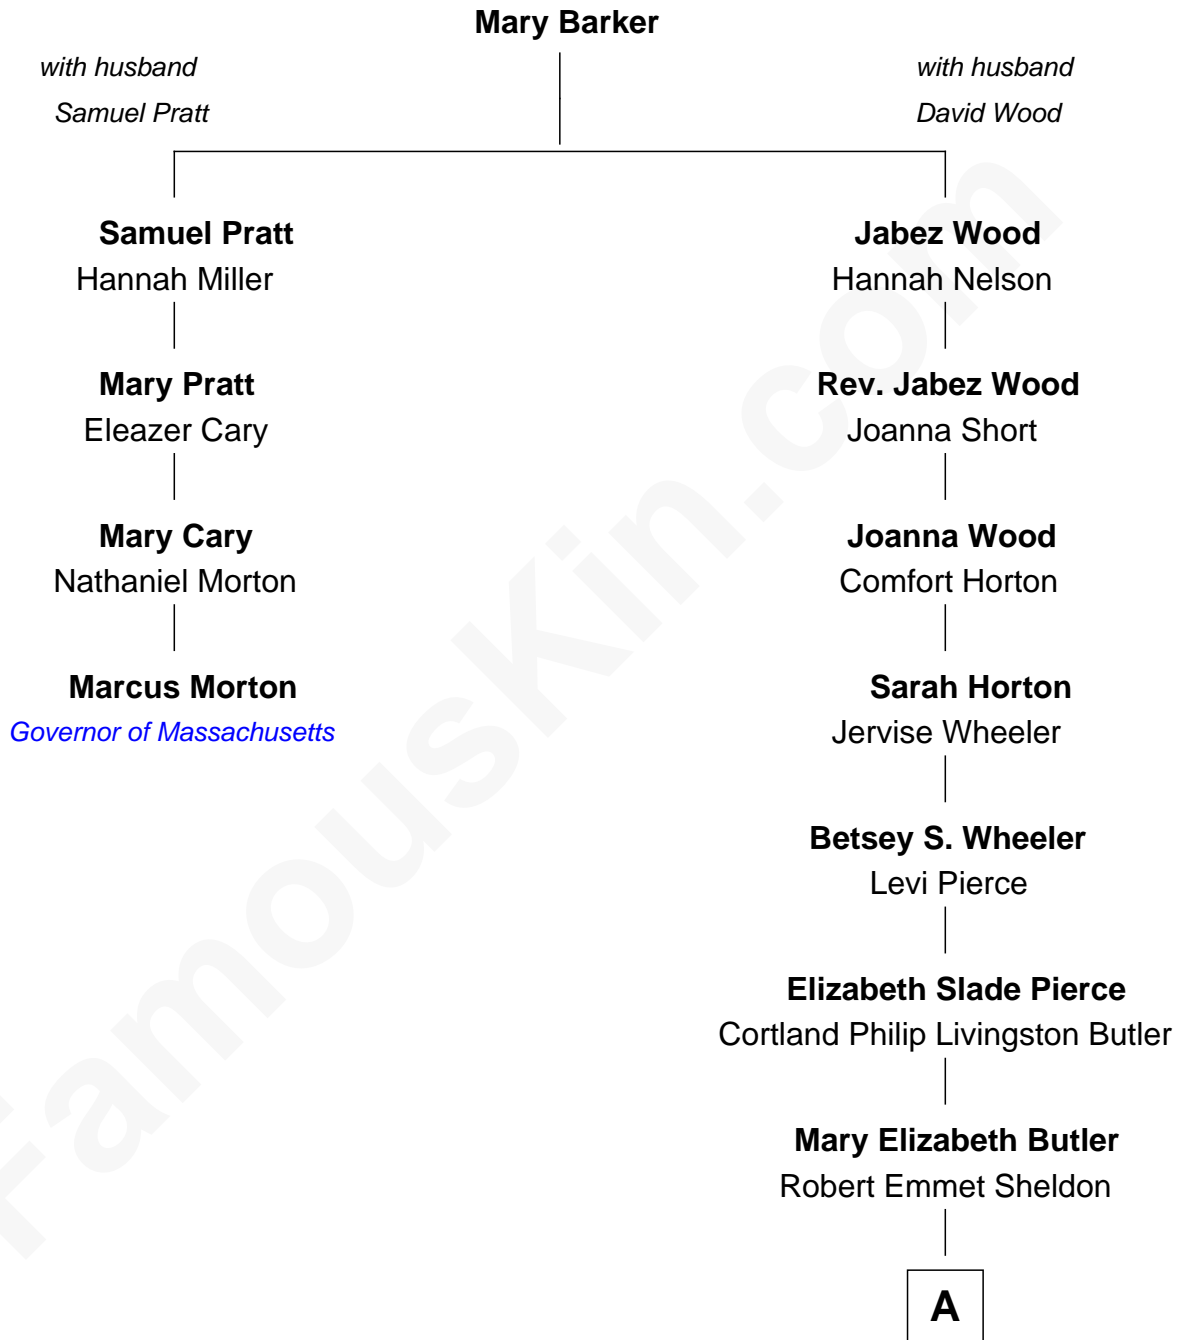 Mary Barker
with husband
Samuel Pratt
with husband
David Wood
Samuel Pratt
Hannah Miller
Mary Pratt
Eleazer Cary
Mary Cary
Nathaniel Morton
Marcus Morton
Governor of Massachusetts
Jabez Wood
Hannah Nelson
Rev. Jabez Wood
Joanna Short
Joanna Wood
Comfort Horton
Sarah Horton
Jervise Wheeler
Betsey S. Wheeler
Levi Pierce
Elizabeth Slade Pierce
Cortland Philip Livingston Butler
Mary Elizabeth Butler
Robert Emmet Sheldon
A
FamousKin.com